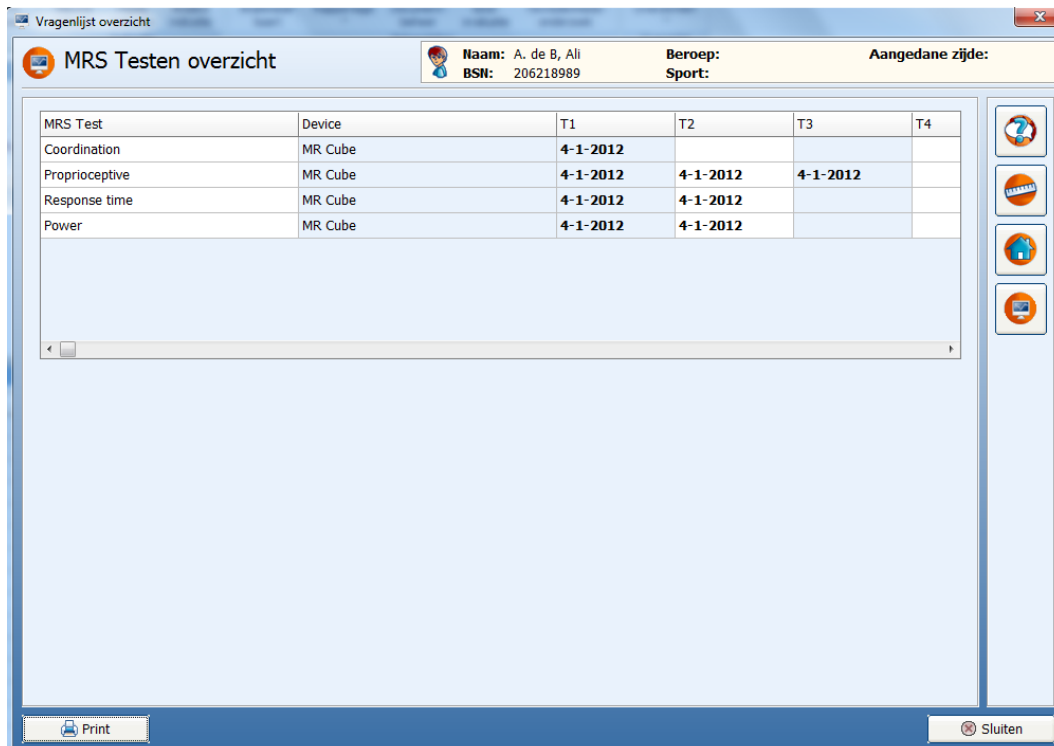 Vragenlijst overzicht
MRS Testen overzicht
Naam: A. de B, Ali Beroep: Aangedane zijde:
BSN: 206218989 Sport:
MRS Test Device T1 T2 T3 T4
Coordination MR Cube 4-1-2012
Proprioceptive MR Cube 4-1-2012 4-1-2012 4-1-2012
Response time MR Cube 4-1-2012 4-1-2012
Power MR Cube 4-1-2012 4-1-2012
Print Sluiten